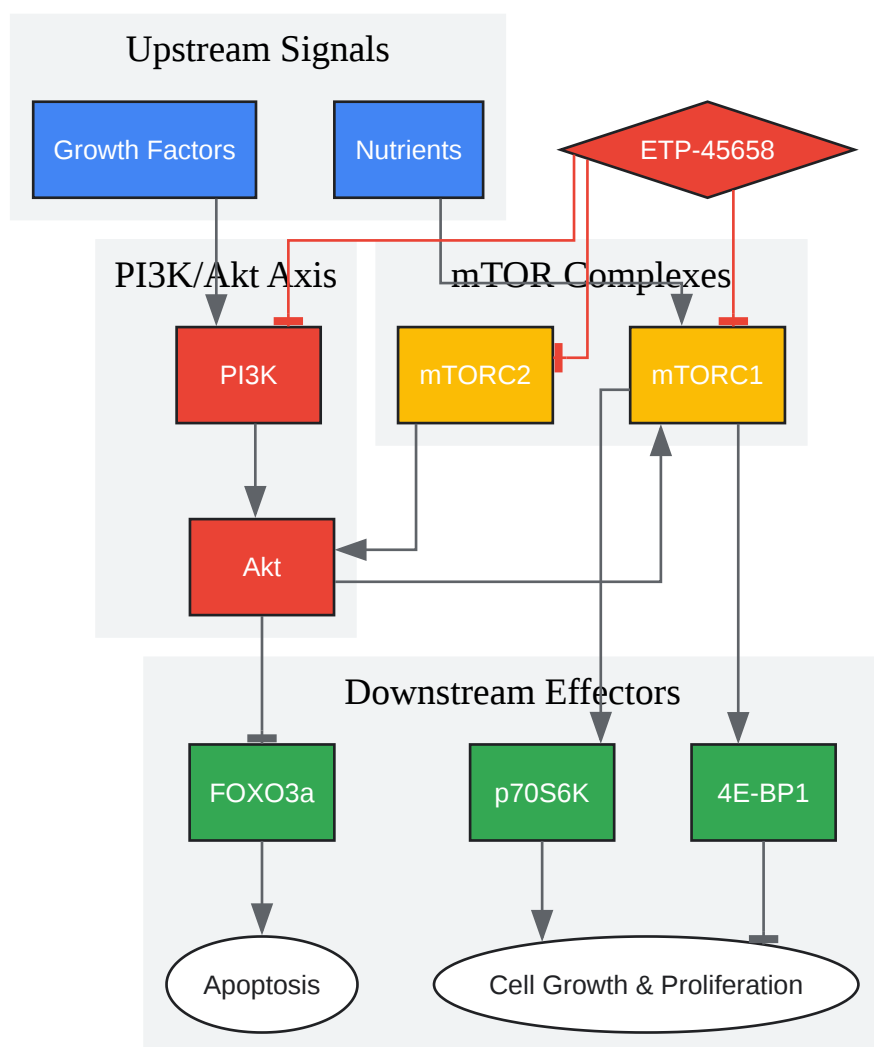 Upstream Signals
Growth Factors
Nutrients
ETP-45658
PI3K/Akt Axis
mTOR Complexes
PI3K
mTORC2
mTORC1
Akt
Downstream Effectors
FOXO3a
p70S6K
4E-BP1
Apoptosis
Cell Growth & Proliferation